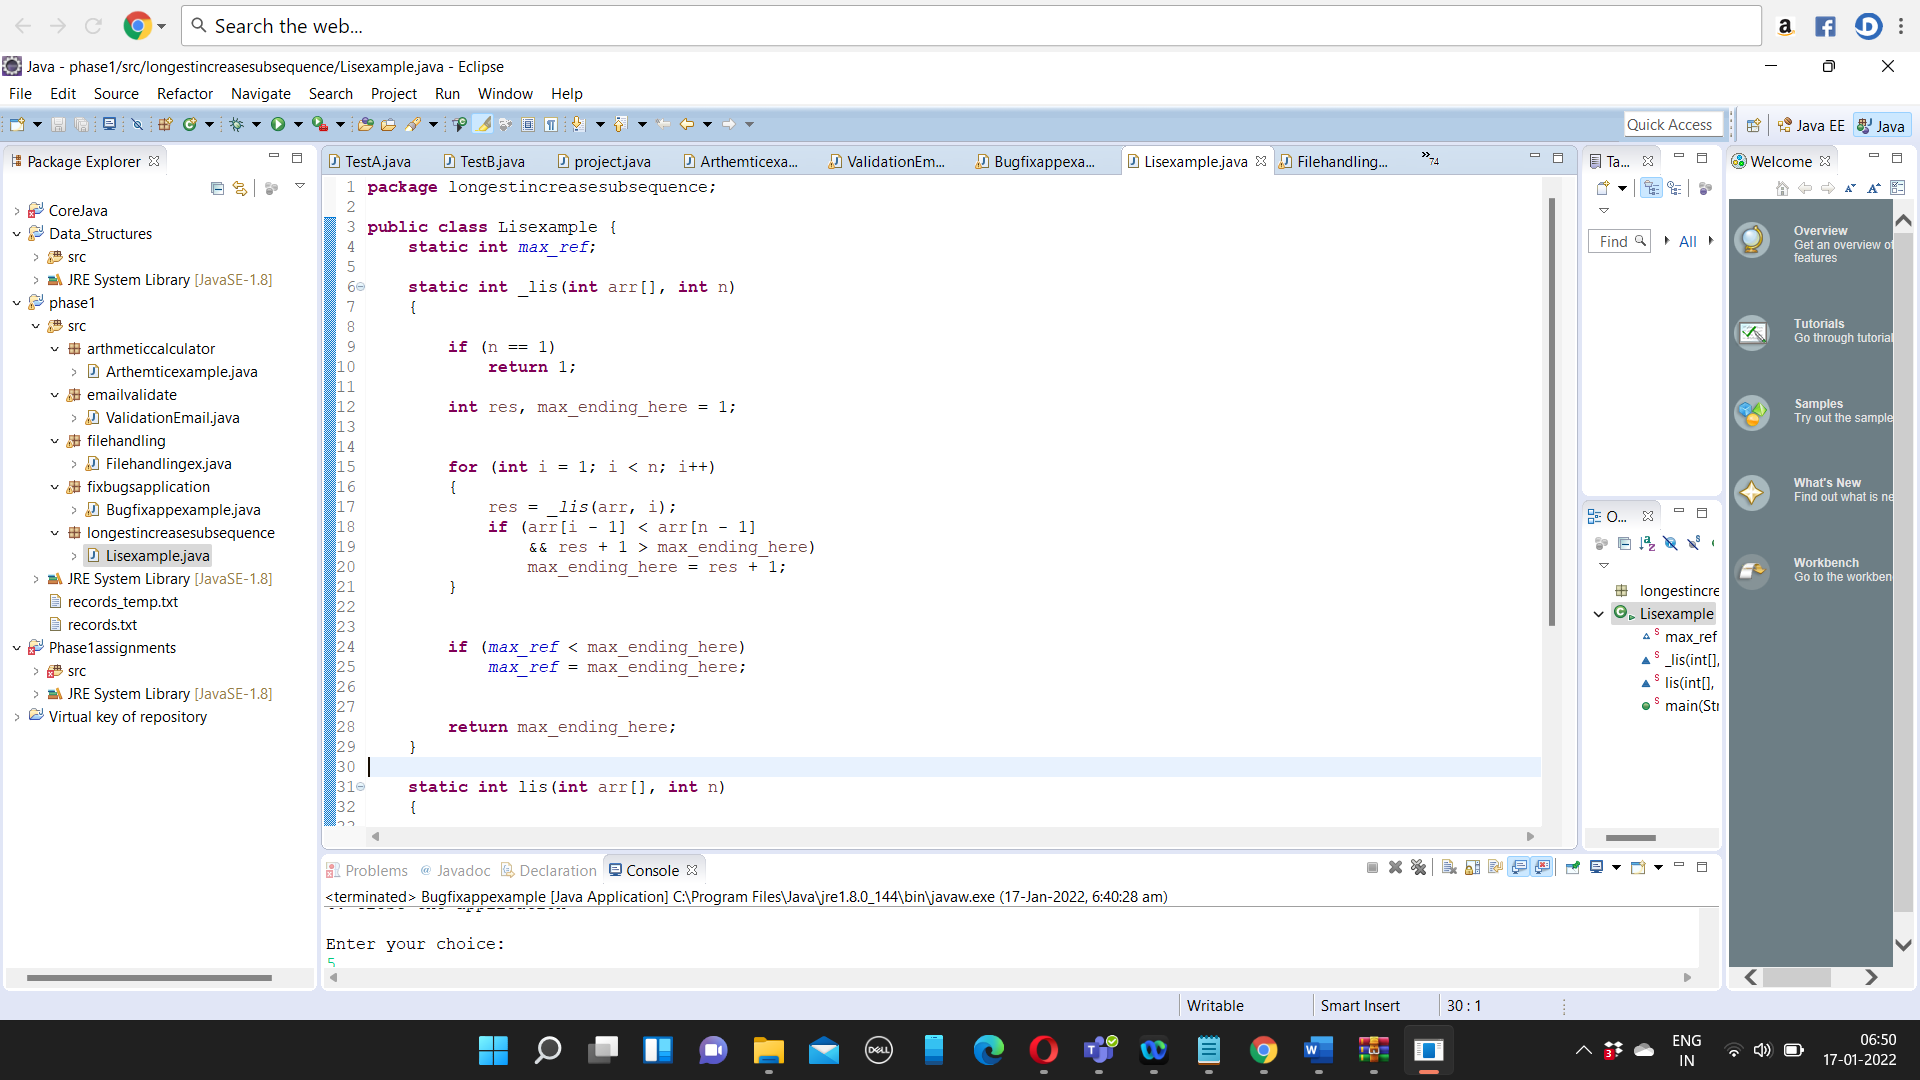 Search the web...
Java - phase1/src/longestincreasesubsequence/Lisexample.java - Eclipse
File Edit Source Refactor Navigate Search Project Run Window Help
Quick Access
Java EE
Java
Package Explorer
CoreJava
Data_Structures
src
JRE System Library [JavaSE-1.8]
phase1
src
arthmeticcalculator
Arthemticexample.java
emailvalidate
ValidationEmail.java
filehandling
Filehandlingex.java
fixbugsapplication
Bugfixappexample.java
longestincreasesubsequence
Lisexample.java
JRE System Library [JavaSE-1.8]
records_temp.txt
records.txt
Phase1assignments
src
JRE System Library [JavaSE-1.8]
Virtual key of repository
TestA.java TestB.java project.java Arthemticexa... ValidationEm... Bugfixappexa... Lisexample.java Filehandling... »74
1 package longestincreasesubsequence;
2
3 public class Lisexample {
4 static int max_ref;
5
6 static int _lis(int arr[], int n)
7 {
8
9 if (n == 1)
10 return 1;
11
12 int res, max_ending_here = 1;
13
14
15 for (int i = 1; i < n; i++)
16 {
17 res = _lis(arr, i);
18 if (arr[i - 1] < arr[n - 1]
19 && res + 1 > max_ending_here)
20 max_ending_here = res + 1;
21 }
22
23
24 if (max_ref < max_ending_here)
25 max_ref = max_ending_here;
26
27
28 return max_ending_here;
29 }
30
31 static int lis(int arr[], int n)
32 {
Ta...
Find
All
O...
longestincre
Lisexample
max_ref
_lis(int[],
lis(int[],
main(Str
Welcome
Overview
Get an overview of
features
Tutorials
Go through tutorial
Samples
Try out the sample
What's New
Find out what is ne
Workbench
Go to the workben
Problems @ Javadoc Declaration Console
<terminated> Bugfixappexample [Java Application] C:\Program Files\Java\jre1.8.0_144\bin\javaw.exe (17-Jan-2022, 6:40:28 am)
Enter your choice:
5
Writable Smart Insert 30 : 1
DELL
ENG
IN
06:50
17-01-2022